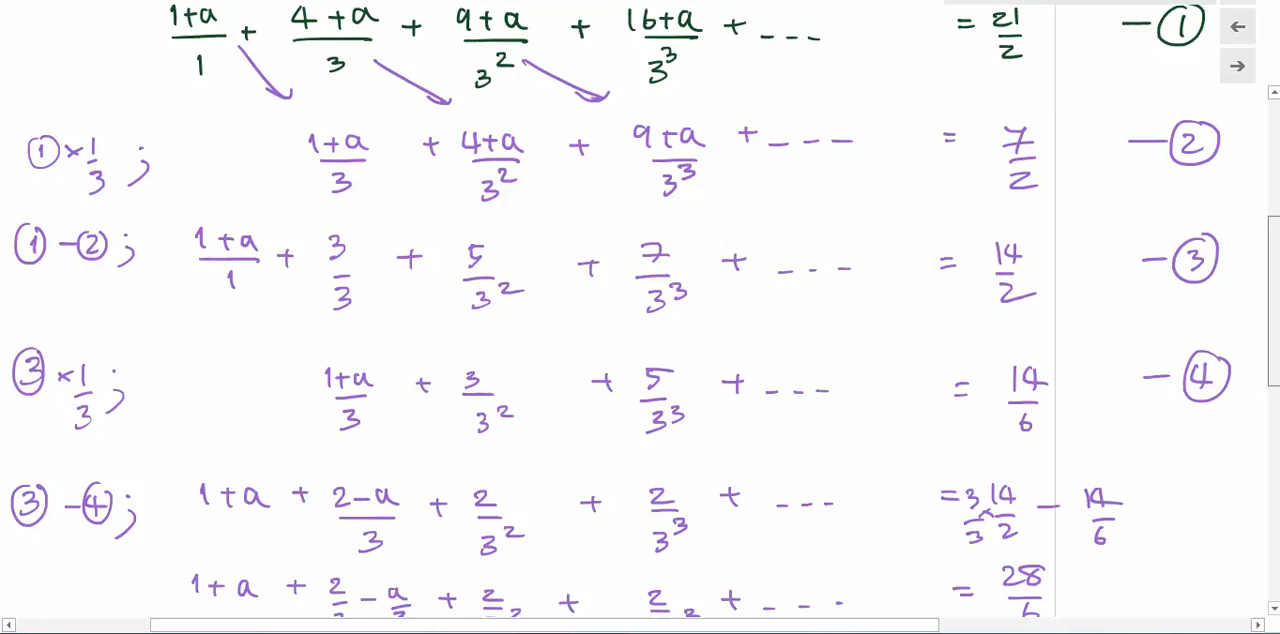 (1+a)/1 + (4+a)/3 + (9+a)/3² + (16+a)/3³ + --- = 21/2 — ①
① × 1/3 ; (1+a)/3 + (4+a)/3² + (9+a)/3³ + --- = 7/2 — ②
① − ② ; (1+a)/1 + 3/3 + 5/3² + 7/3³ + --- = 14/2 — ③
③ × 1/3 ; (1+a)/3 + 3/3² + 5/3³ + --- = 14/6 — ④
③ − ④ ; 1+a + (2−a)/3 + 2/3² + 2/3³ + --- = 3/3 × 14/2 − 14/6
1+a + 2/3 − a/3 + 2/3² + 2/3³ + --- = 28/6